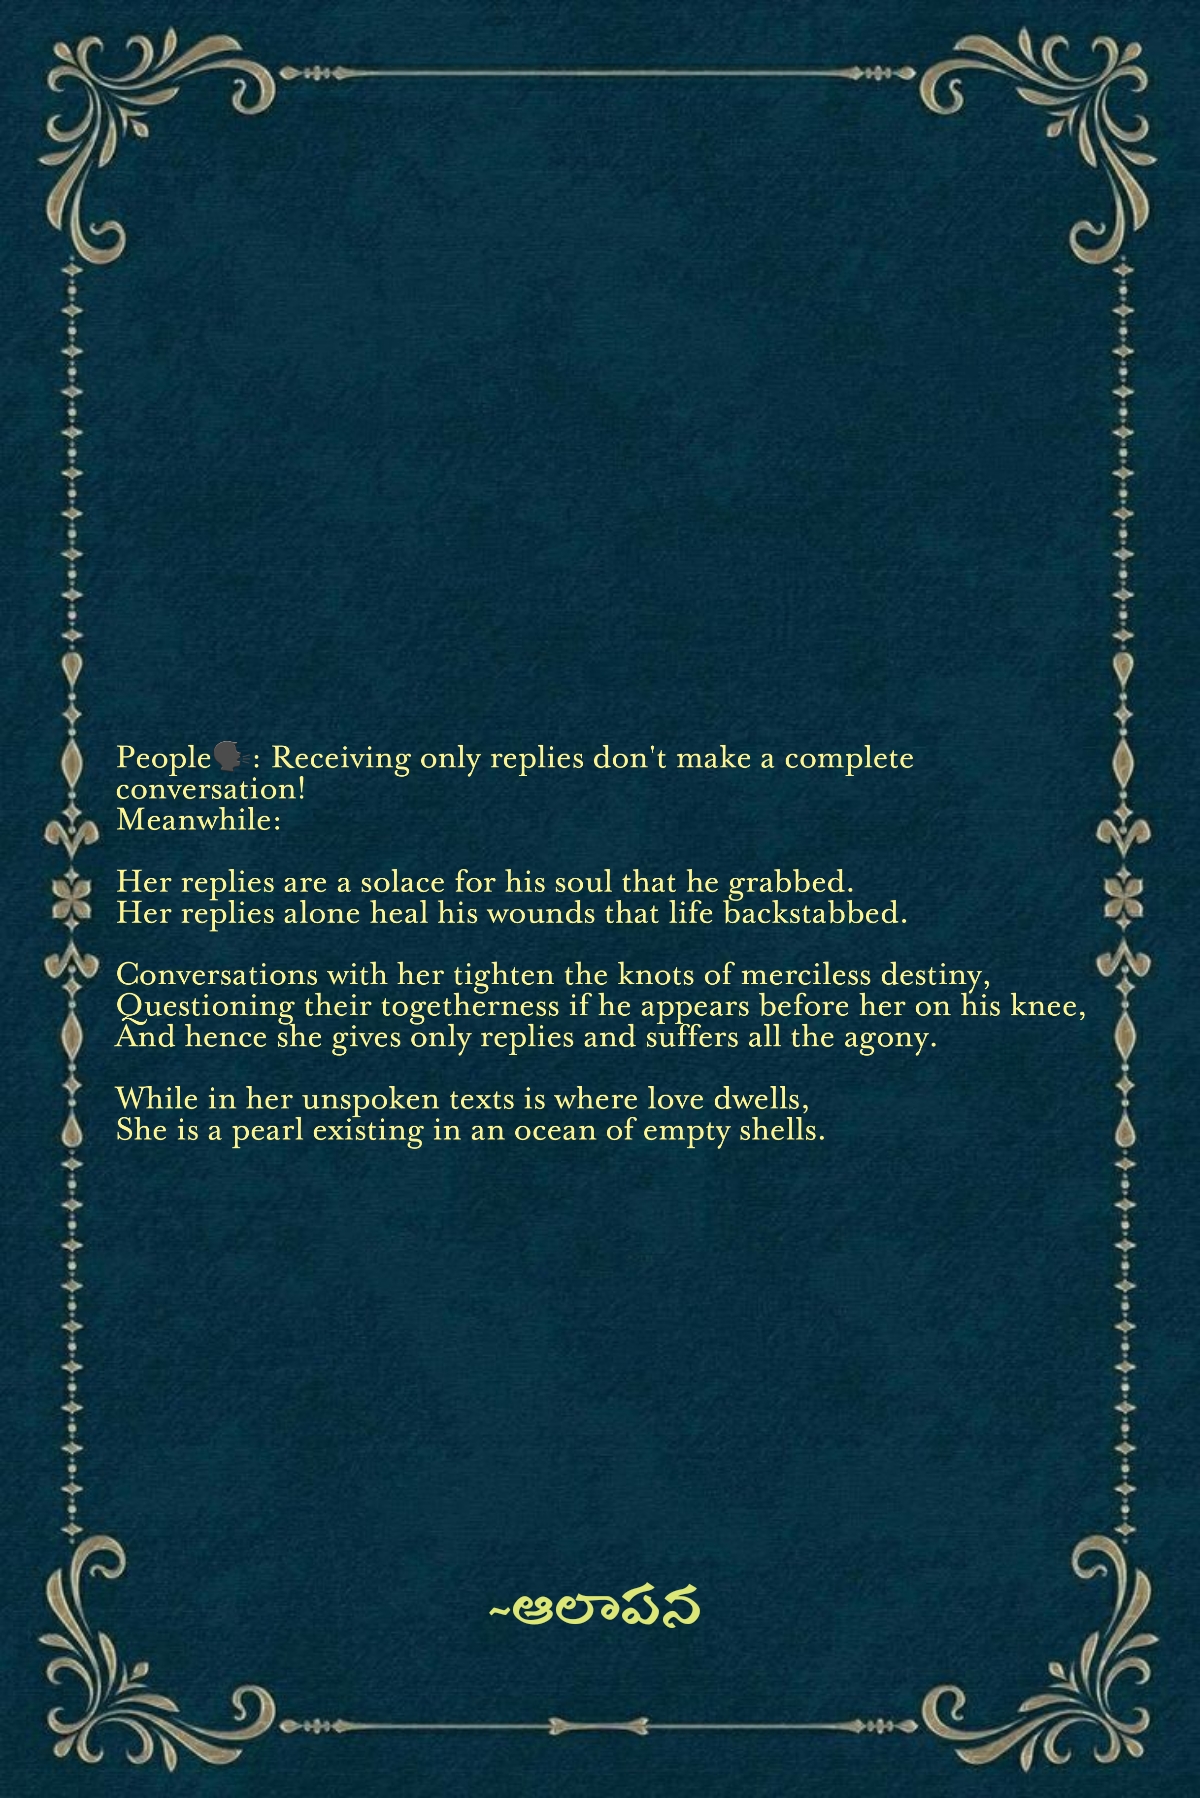 People🗣: Receiving only replies don't make a complete
conversation!
Meanwhile:
Her replies are a solace for his soul that he grabbed.
Her replies alone heal his wounds that life backstabbed.
Conversations with her tighten the knots of merciless destiny,
Questioning their togetherness if he appears before her on his knee,
And hence she gives only replies and suffers all the agony.
While in her unspoken texts is where love dwells,
She is a pearl existing in an ocean of empty shells.
~ఆలాపన